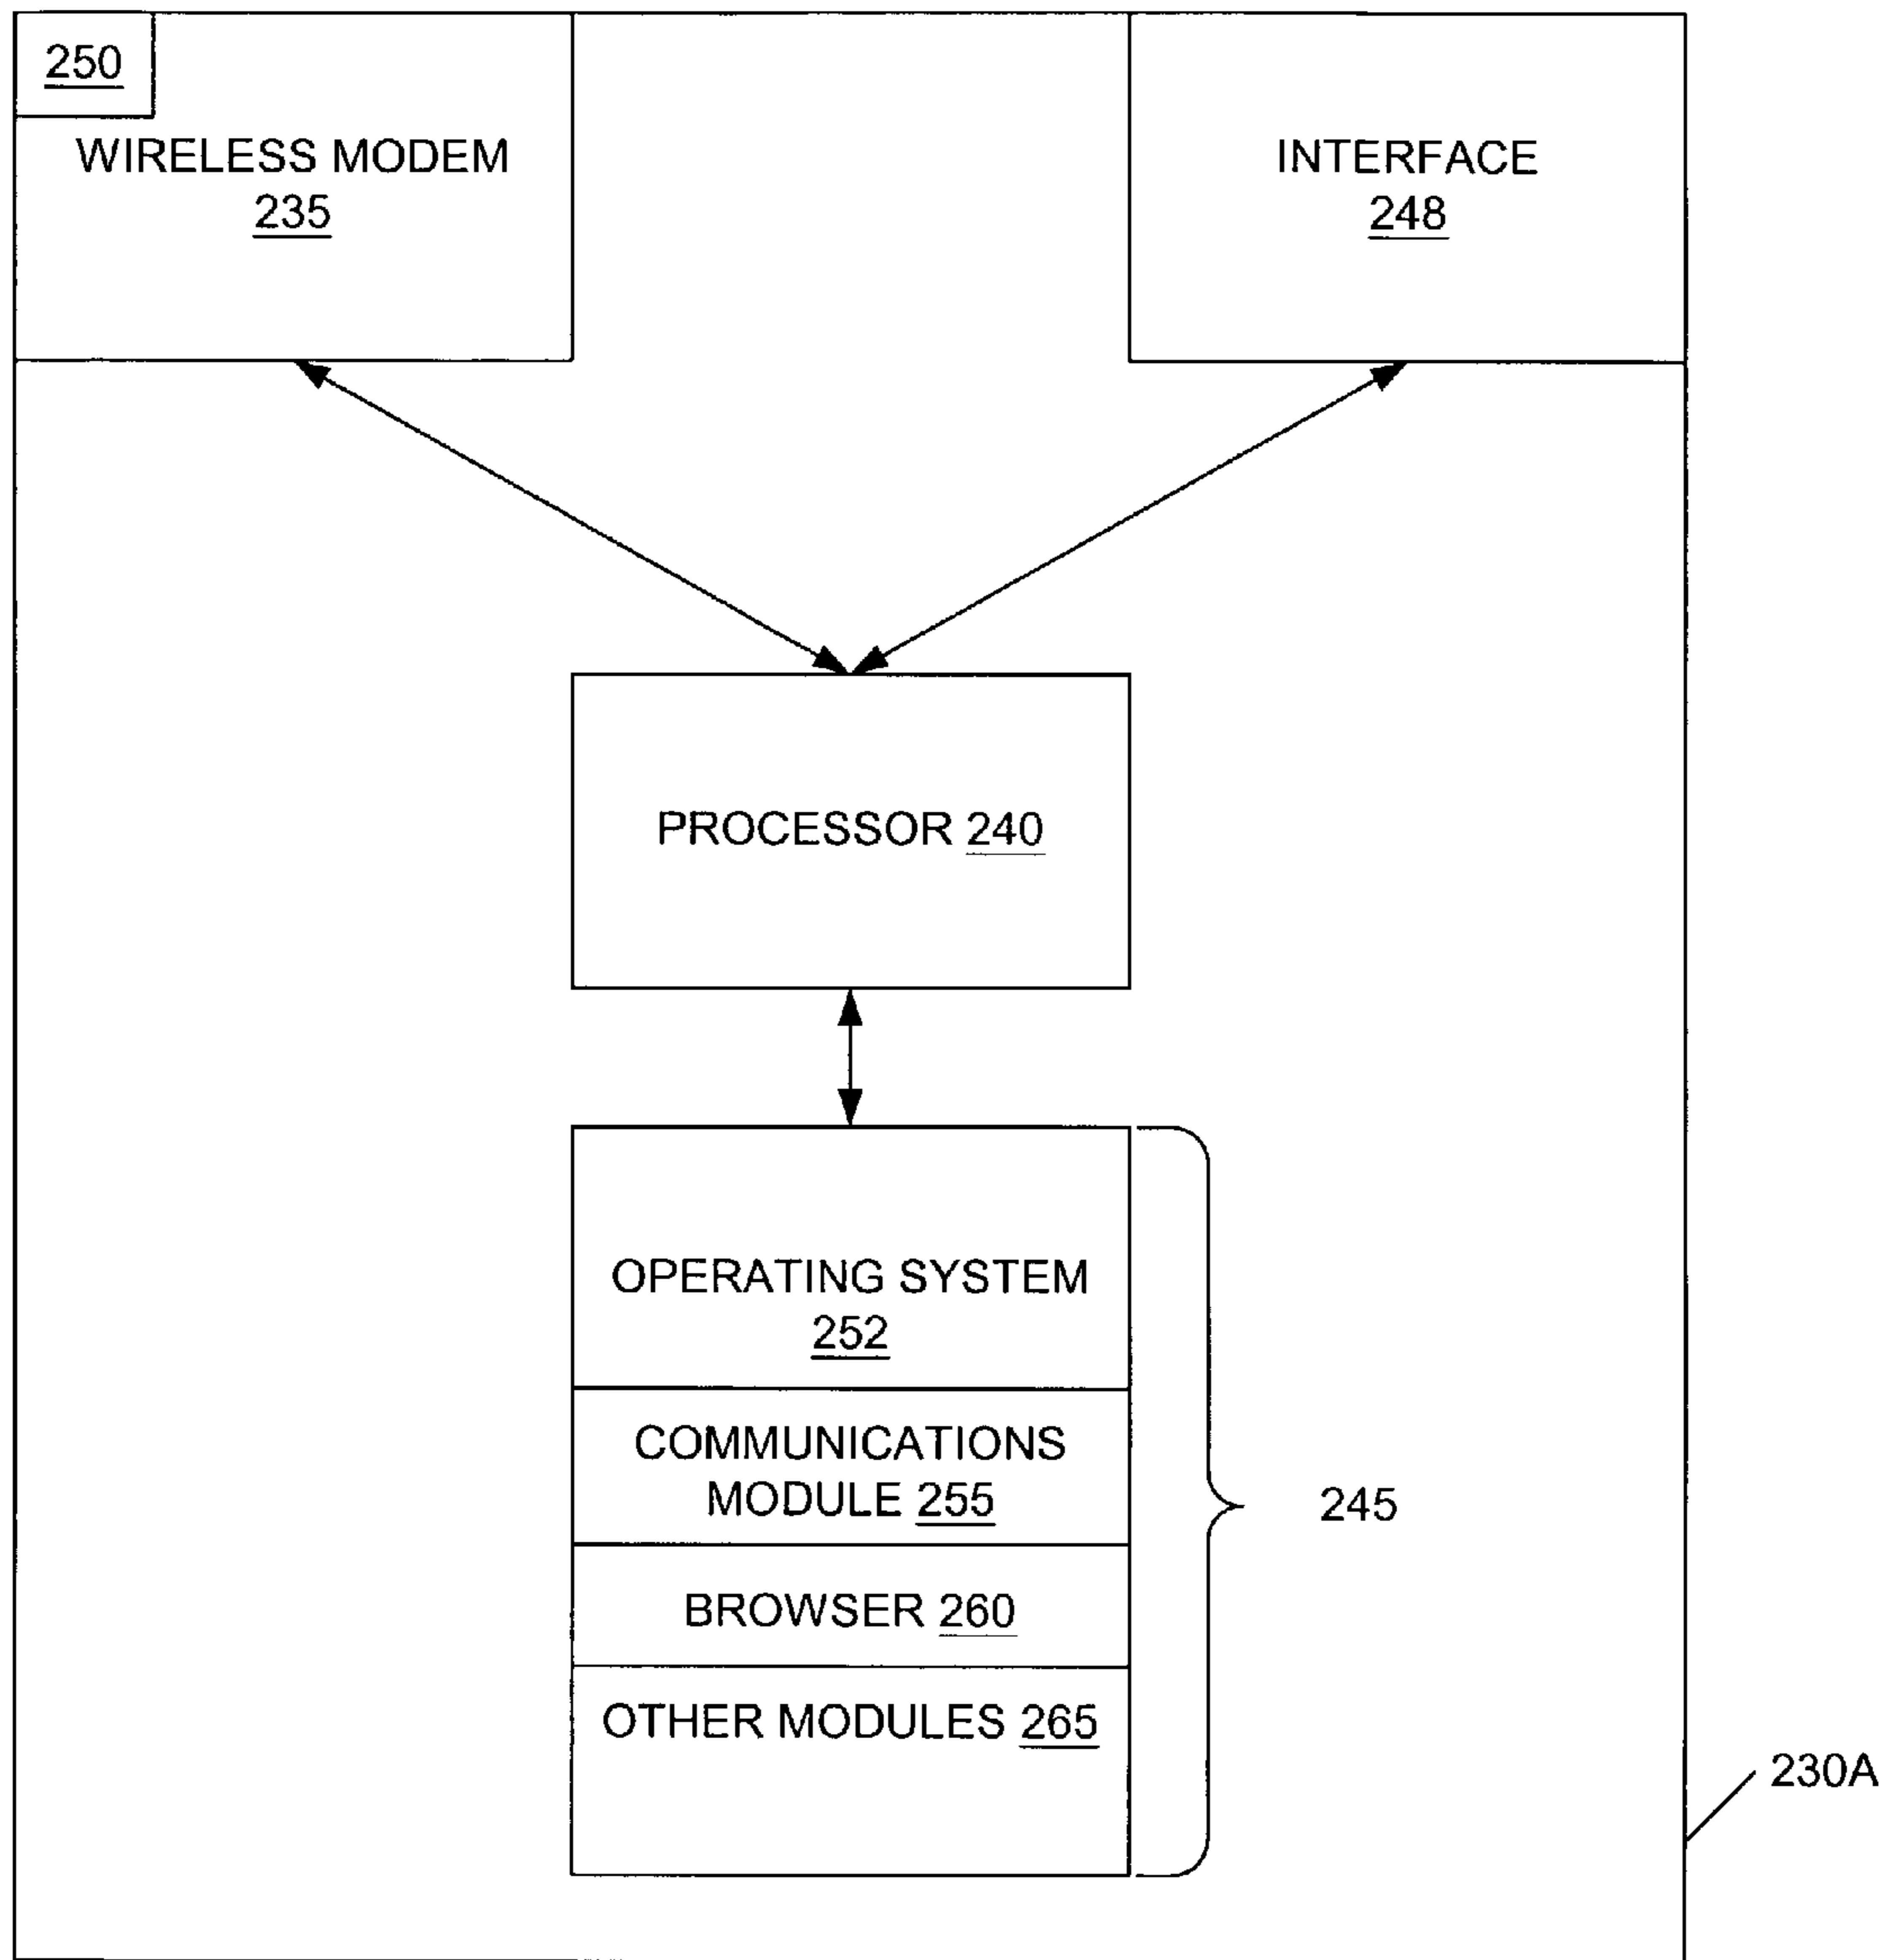 250
WIRELESS MODEM
235
INTERFACE
248
PROCESSOR 240
OPERATING SYSTEM
252
COMMUNICATIONS
MODULE 255
245
BROWSER 260
OTHER MODULES 265
230A